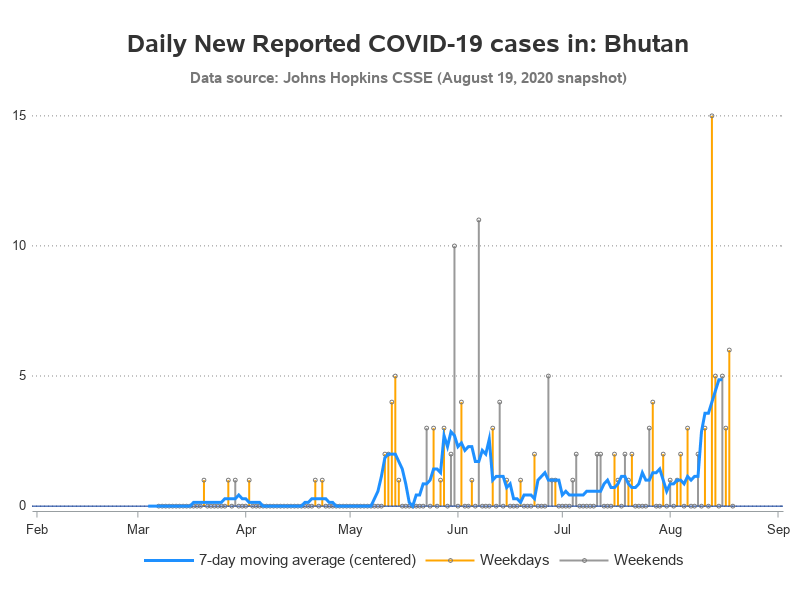 Daily New Reported COVID-19 cases in: Bhutan
Data source: Johns Hopkins CSSE (August 19, 2020 snapshot)
15
10
5
0
Feb Mar Apr May Jun Jul Aug Sep
7-day moving average (centered) Weekdays Weekends